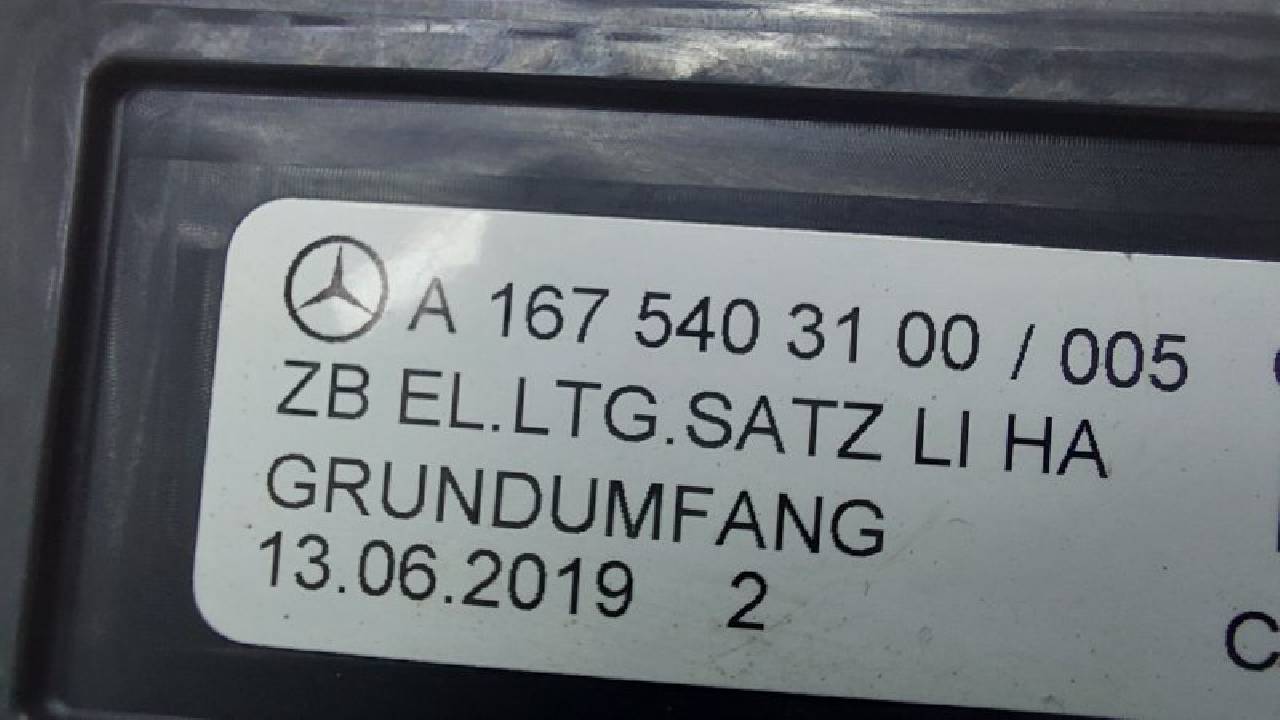 A 167 540 31 00 / 005
ZB EL.LTG.SATZ LI HA
GRUNDUMFANG
13.06.2019 2
C